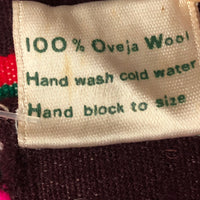 100% Oveja Wool
Hand wash cold water
Hand block to size